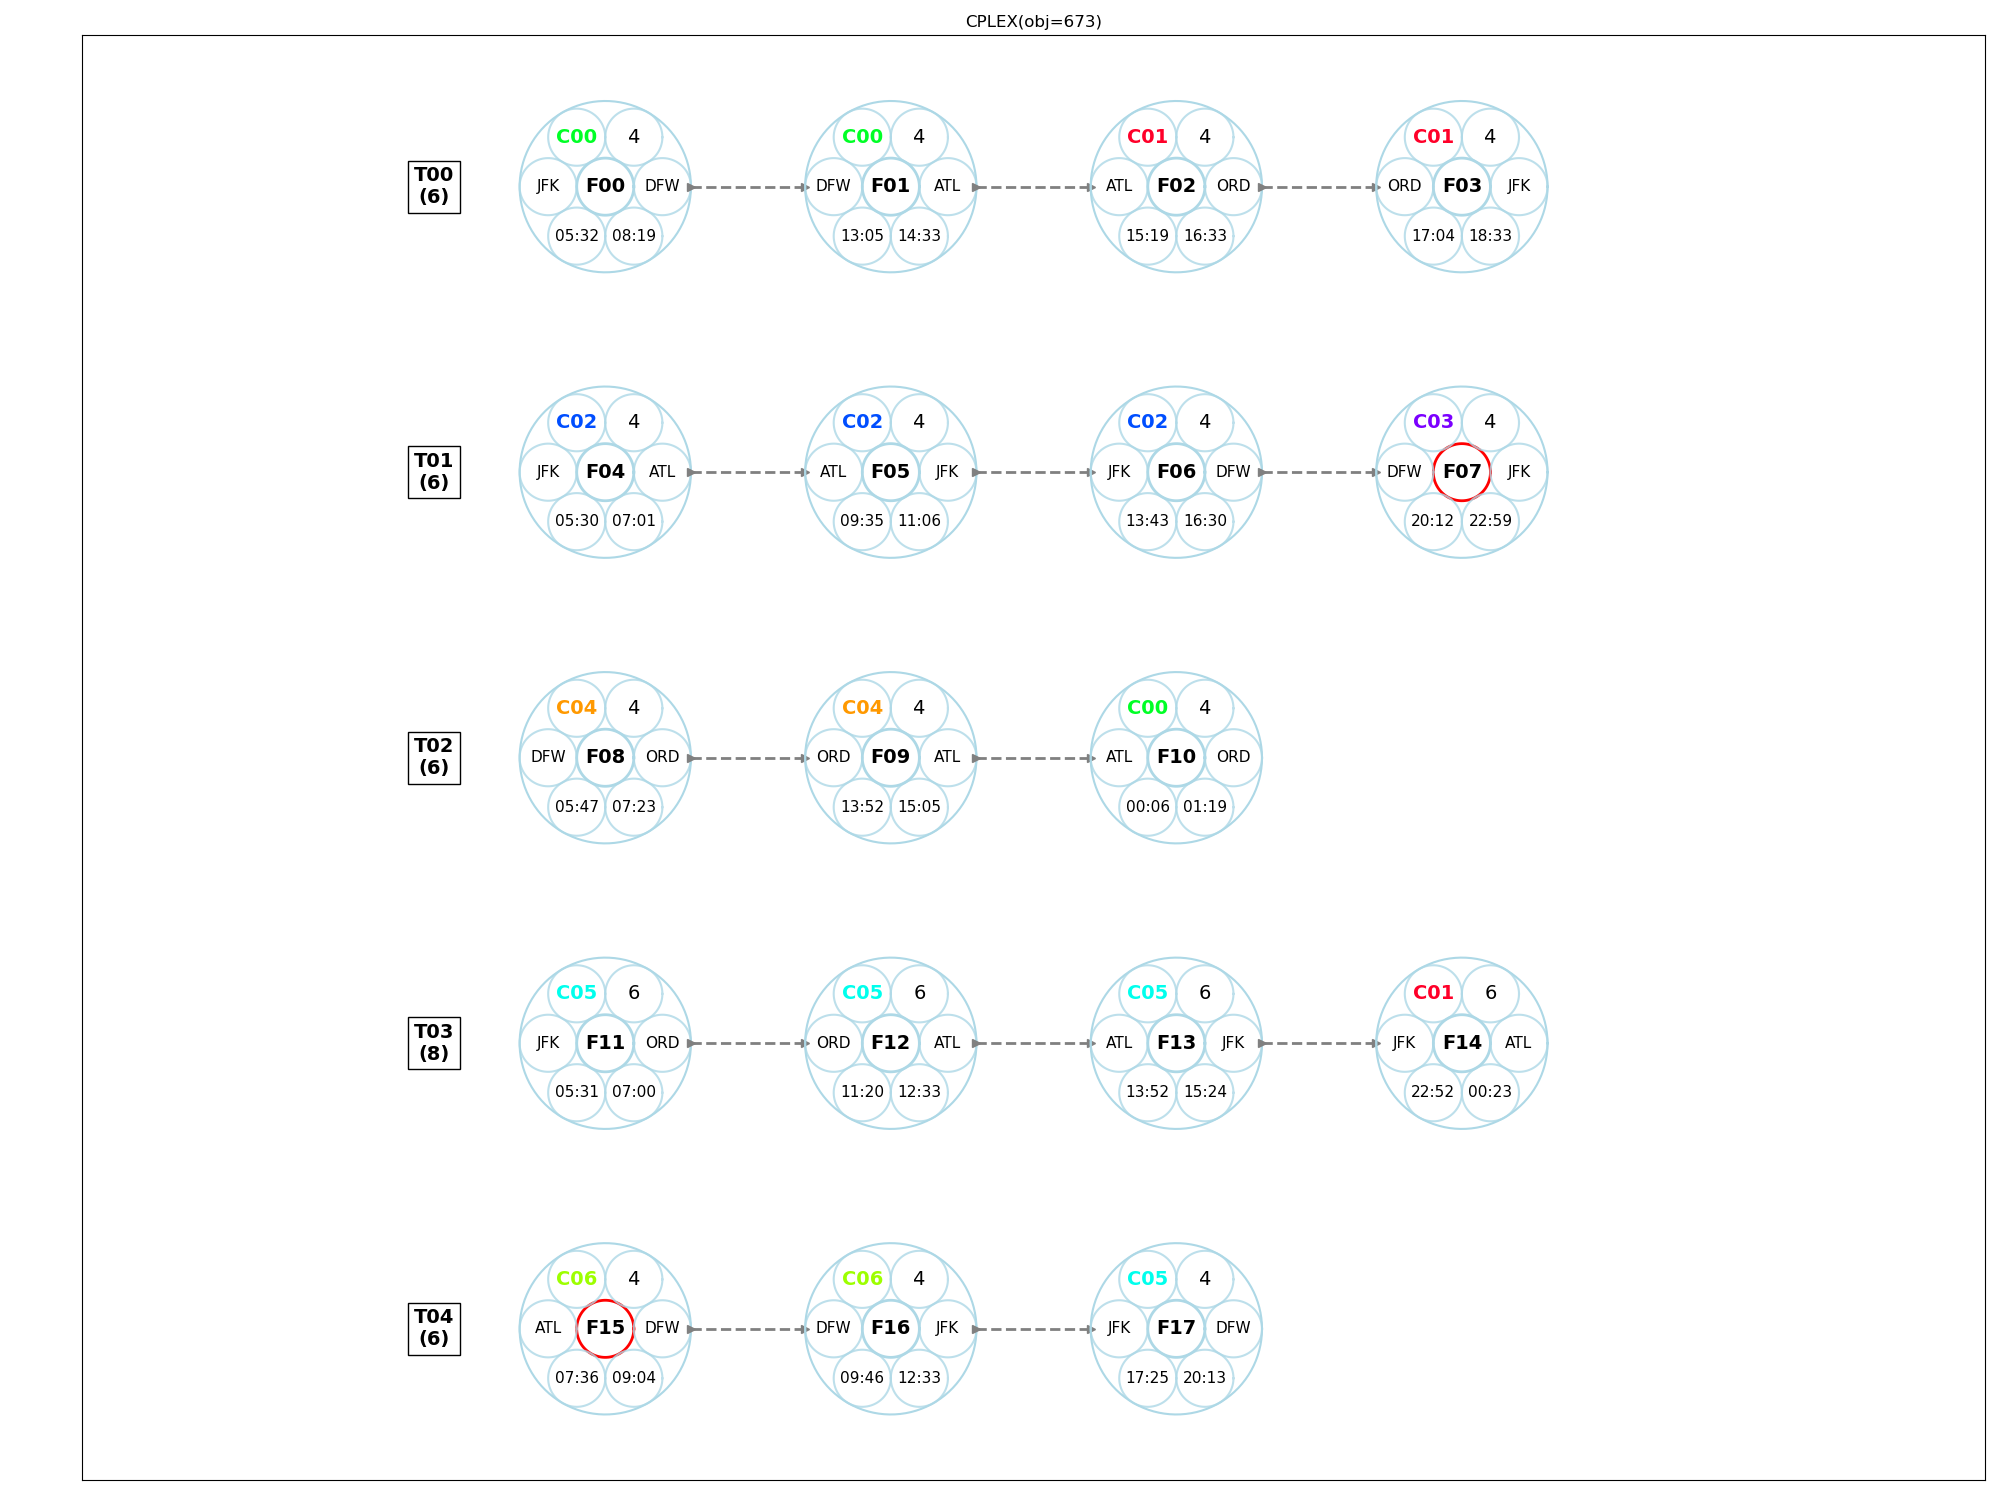 CPLEX(obj=673)
T00
(6)
C00 4
JFK F00 DFW
05:32 08:19
C00 4
DFW F01 ATL
13:05 14:33
C01 4
ATL F02 ORD
15:19 16:33
C01 4
ORD F03 JFK
17:04 18:33
T01
(6)
C02 4
JFK F04 ATL
05:30 07:01
C02 4
ATL F05 JFK
09:35 11:06
C02 4
JFK F06 DFW
13:43 16:30
C03 4
DFW F07 JFK
20:12 22:59
T02
(6)
C04 4
DFW F08 ORD
05:47 07:23
C04 4
ORD F09 ATL
13:52 15:05
C00 4
ATL F10 ORD
00:06 01:19
T03
(8)
C05 6
JFK F11 ORD
05:31 07:00
C05 6
ORD F12 ATL
11:20 12:33
C05 6
ATL F13 JFK
13:52 15:24
C01 6
JFK F14 ATL
22:52 00:23
T04
(6)
C06 4
ATL F15 DFW
07:36 09:04
C06 4
DFW F16 JFK
09:46 12:33
C05 4
JFK F17 DFW
17:25 20:13